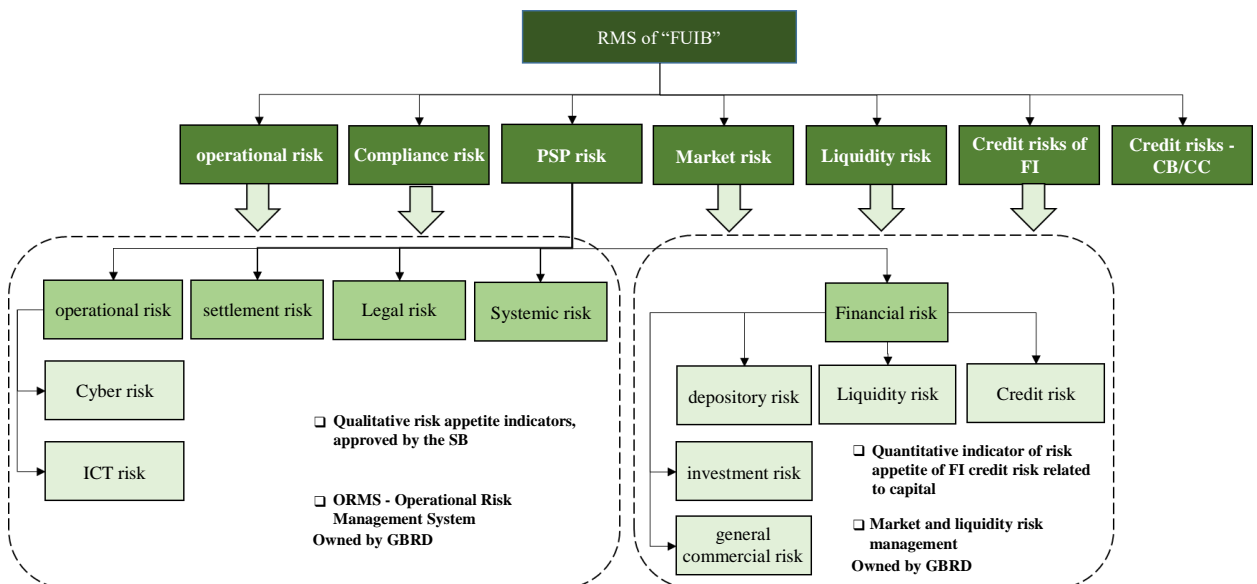 RMS of “FUIB”
operational risk
Compliance risk
PSP risk
Market risk
Liquidity risk
Credit risks of
FI
Credit risks -
CB/CC
operational risk
settlement risk
Legal risk
Systemic risk
Financial risk
Cyber risk
ICT risk
depository risk
Liquidity risk
Credit risk
investment risk
general
commercial risk
❑ Qualitative risk appetite indicators,
approved by the SB
❑ ORMS - Operational Risk
Management System
Owned by GBRD
❑ Quantitative indicator of risk
appetite of FI credit risk related
to capital
❑ Market and liquidity risk
management
Owned by GBRD